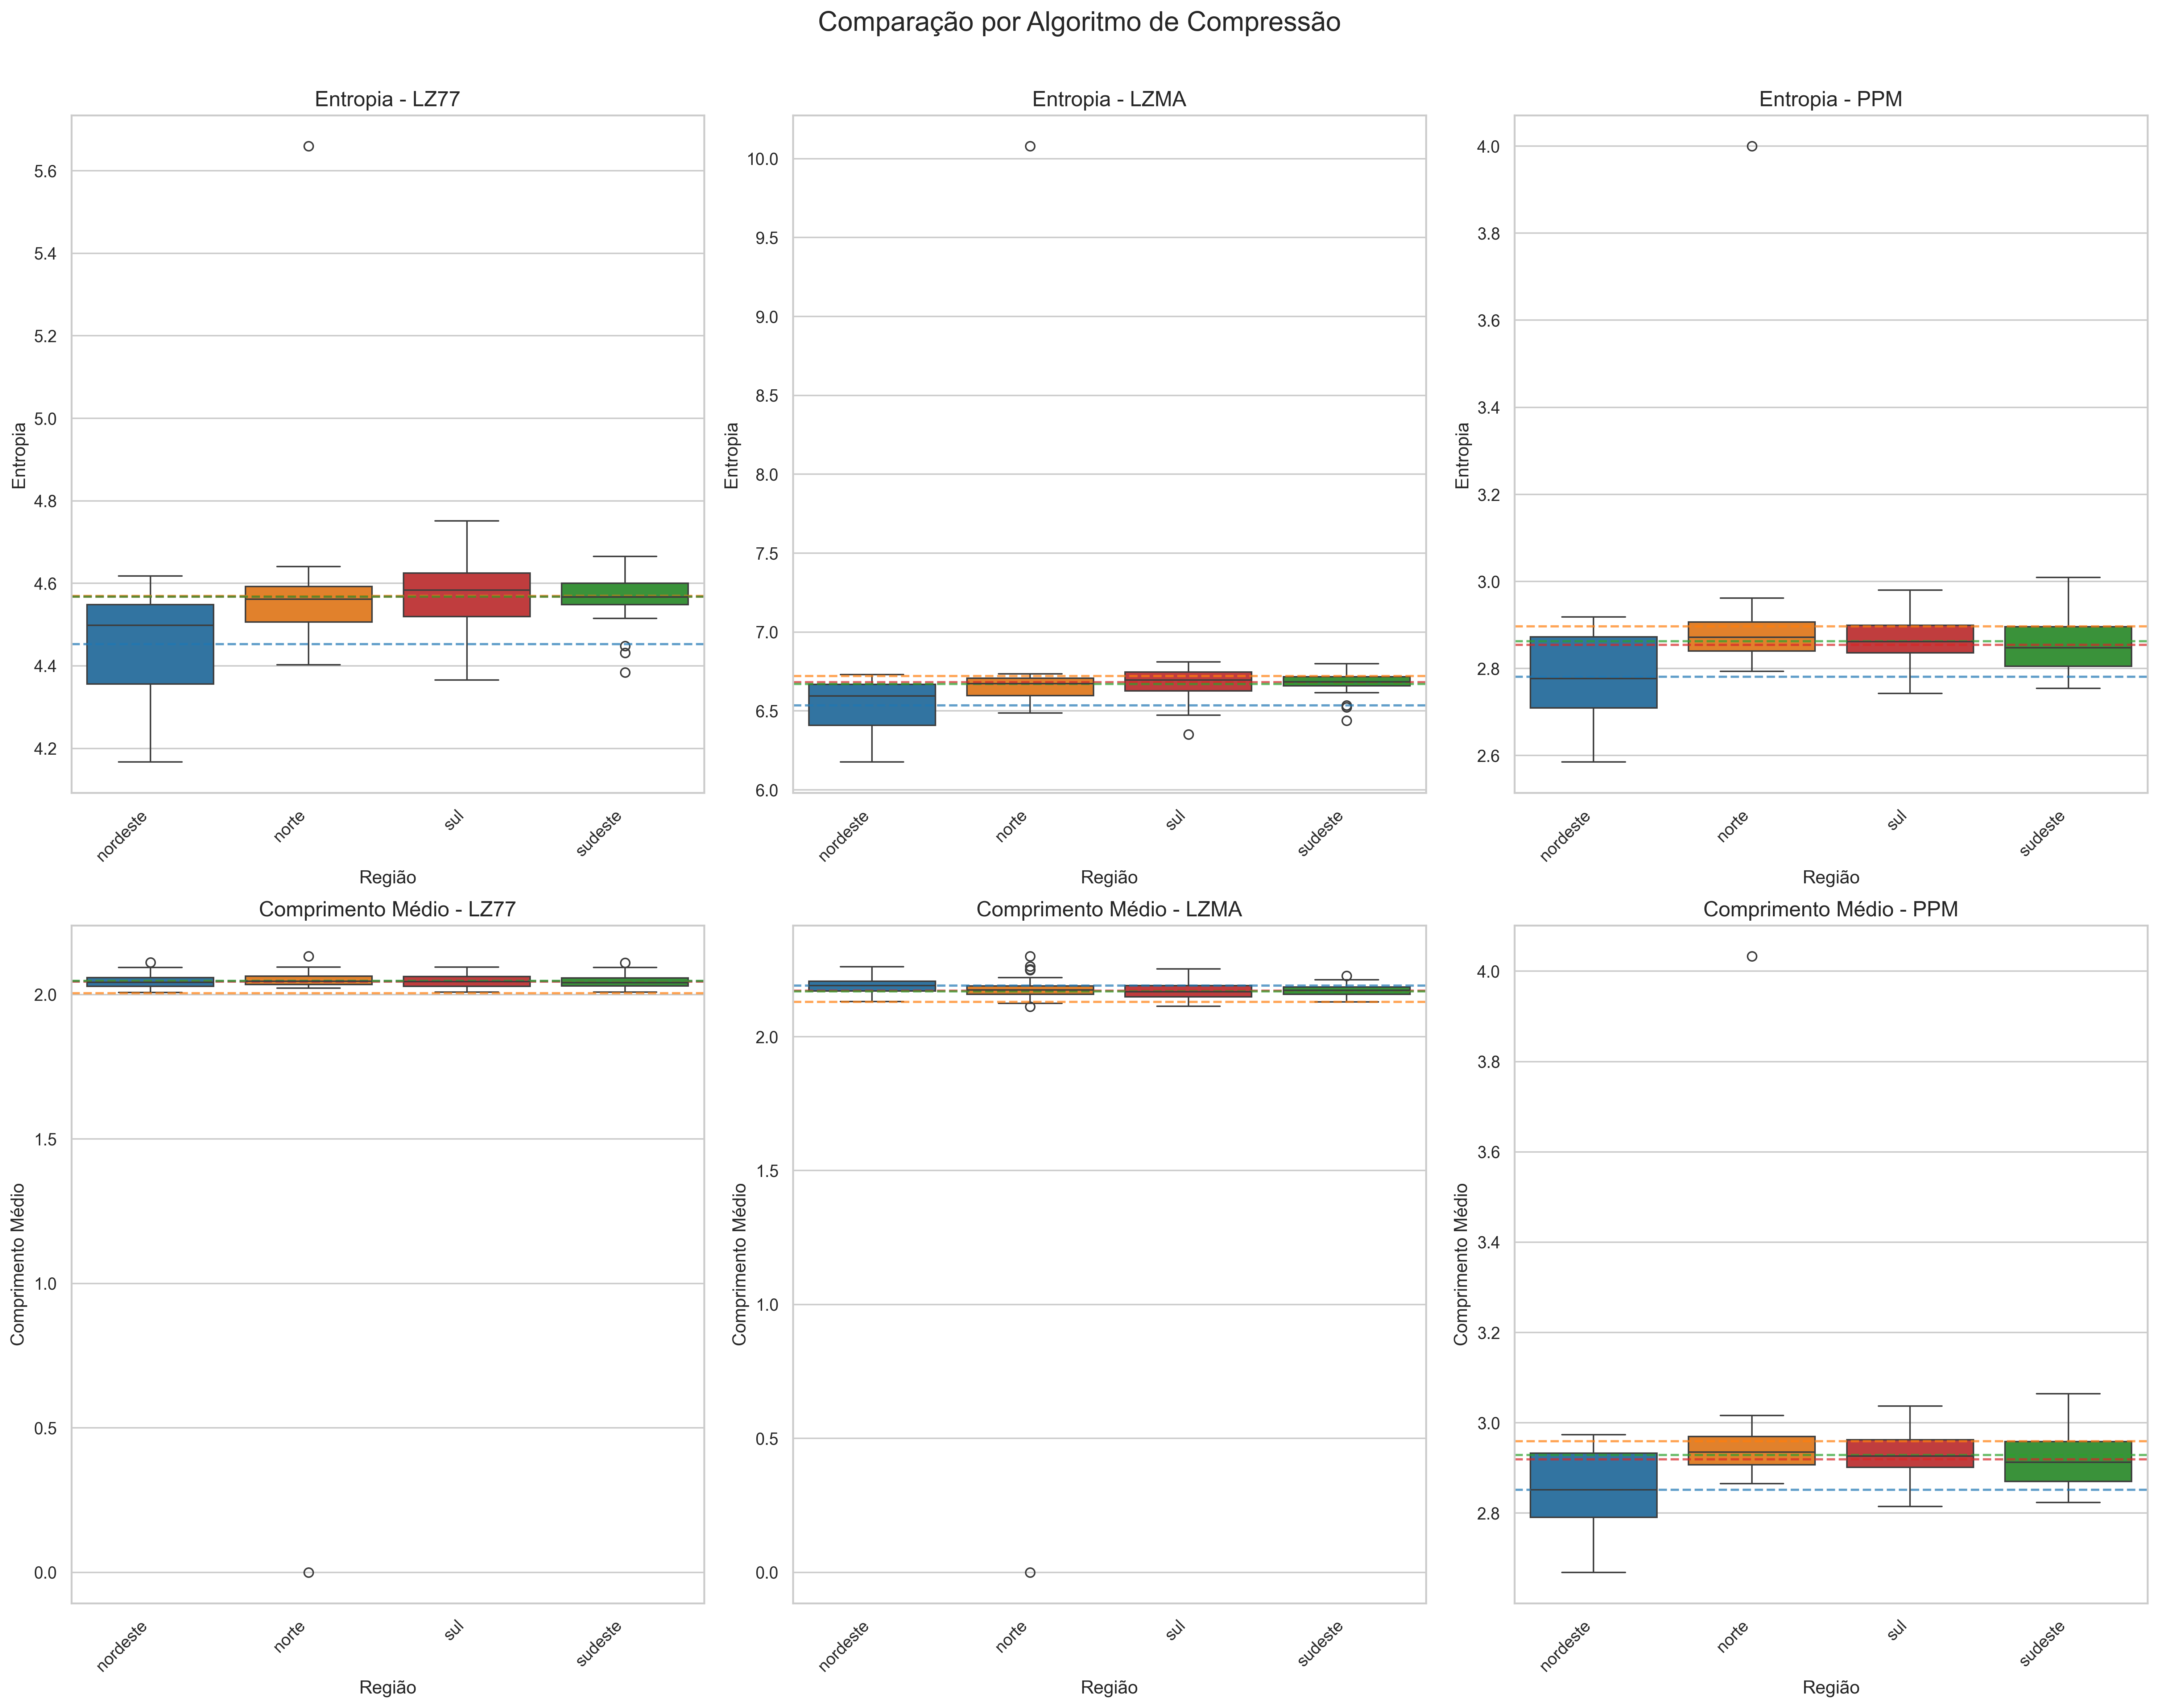 Comparação por Algoritmo de Compressão
Entropia - LZ77
Entropia
5.6
5.4
5.2
5.0
4.8
4.6
4.4
4.2
nordeste
norte
sul
sudeste
Região
Entropia - LZMA
Entropia
10.0
9.5
9.0
8.5
8.0
7.5
7.0
6.5
6.0
nordeste
norte
sul
sudeste
Região
Entropia - PPM
Entropia
4.0
3.8
3.6
3.4
3.2
3.0
2.8
2.6
nordeste
norte
sul
sudeste
Região
Comprimento Médio - LZ77
Comprimento Médio
2.0
1.5
1.0
0.5
0.0
nordeste
norte
sul
sudeste
Região
Comprimento Médio - LZMA
Comprimento Médio
2.0
1.5
1.0
0.5
0.0
nordeste
norte
sul
sudeste
Região
Comprimento Médio - PPM
Comprimento Médio
4.0
3.8
3.6
3.4
3.2
3.0
2.8
nordeste
norte
sul
sudeste
Região